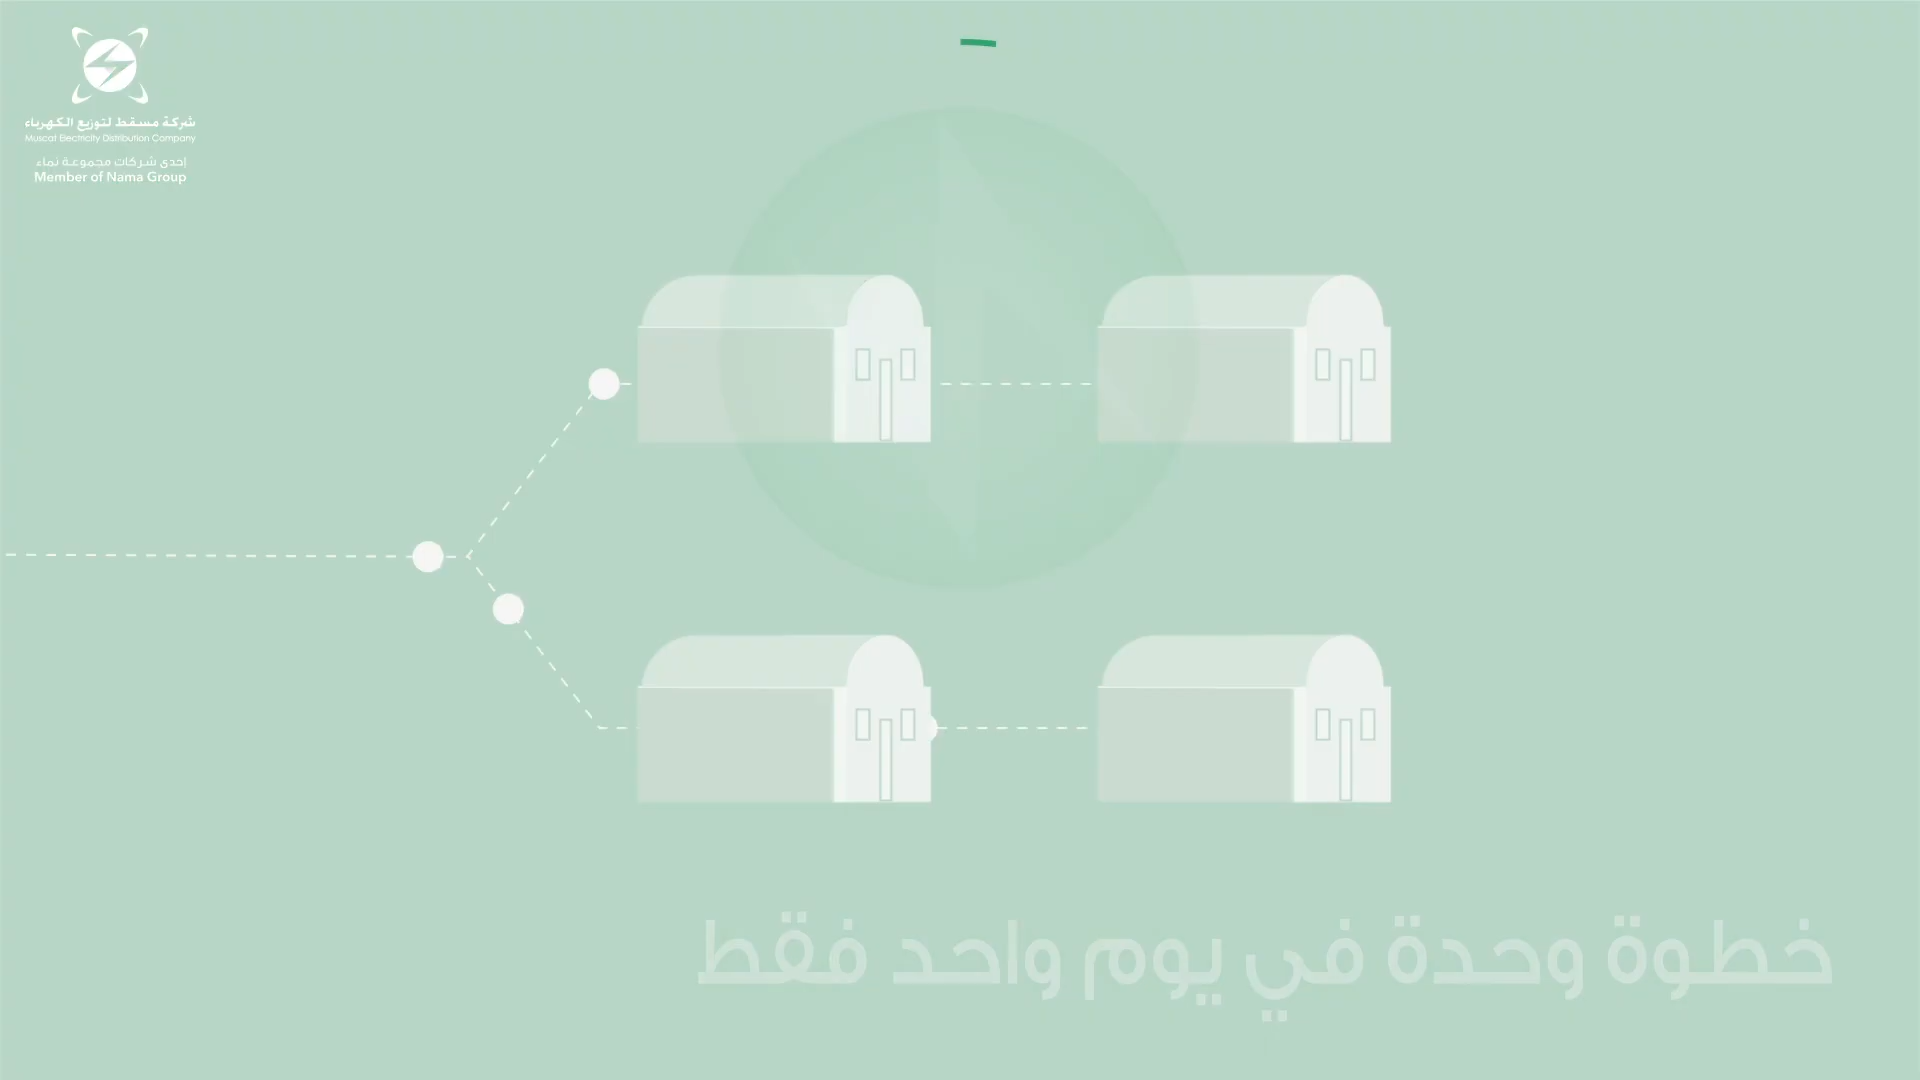 شركة مسقط لتوزيع الكهرباء
Muscat Electricity Distribution Company
إحدى شركات مجموعة نماء
Member of Nama Group
خطوة وحدة في يوم واحد فقط